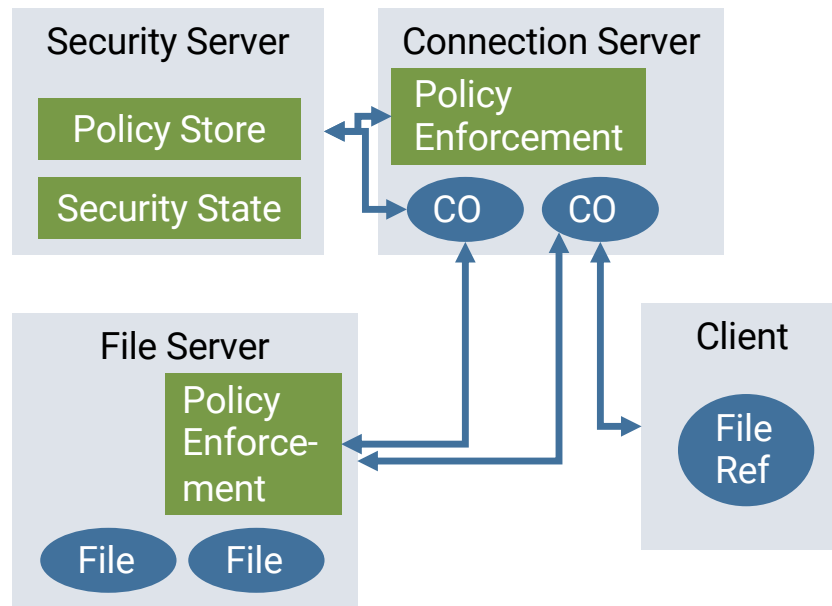 Security Server
Policy Store
Security State
Connection Server
Policy
Enforcement
CO
CO
File Server
Policy
Enforce-
ment
File
File
Client
File
Ref